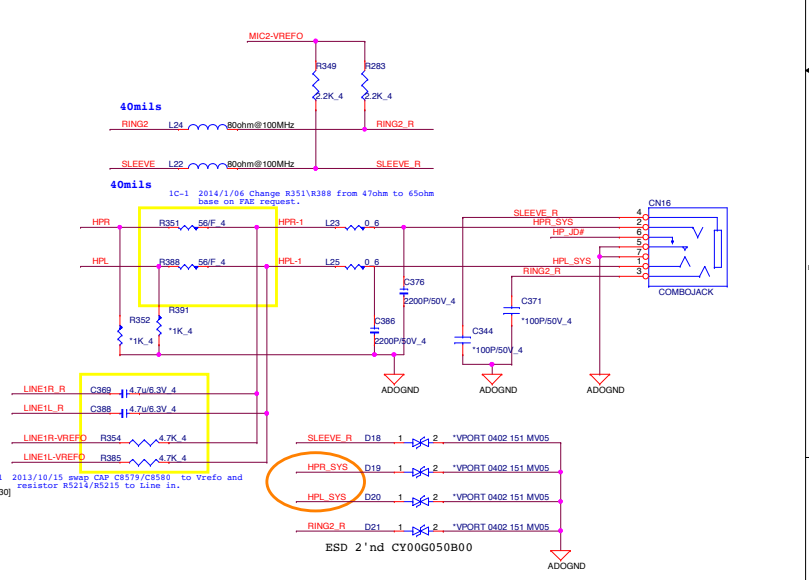 MIC2-VREFO
R349
R283
2.2K_4
2.2K_4
40mils
RING2
L24
80ohm@100MHz
RING2_R
SLEEVE
L22
80ohm@100MHz
SLEEVE_R
40mils
1C-1 2014/1/06 Change R351\R388 from 47ohm to 65ohm
base on FAE request.
HPR
R351
56/F_4
HPR-1
L23
0_6
HPL
R388
56/F_4
HPL-1
L25
0_6
CN16
SLEEVE_R
4
HPR_SYS
2
HP_JD#
6
5
7
HPL_SYS
1
RING2_R
3
COMBOJACK
C376
2200P/50V_4
R352
*1K_4
R391
*1K_4
C386
2200P/50V_4
C344
*100P/50V_4
C371
*100P/50V_4
ADOGND
ADOGND
ADOGND
LINE1R_R
C369
4.7u/6.3V_4
LINE1L_R
C388
4.7u/6.3V_4
LINE1R-VREFO
R354
4.7K_4
LINE1L-VREFO
R385
4.7K_4
1 2013/10/15 swap CAP C8579/C8580 to Vrefo and
resistor R5214/R5215 to Line in.
30]
SLEEVE_R
D18
1
2
*VPORT 0402 151 MV05
HPR_SYS
D19
1
2
*VPORT 0402 151 MV05
HPL_SYS
D20
1
2
*VPORT 0402 151 MV05
RING2_R
D21
1
2
*VPORT 0402 151 MV05
ESD 2'nd CY00G050B00
ADOGND